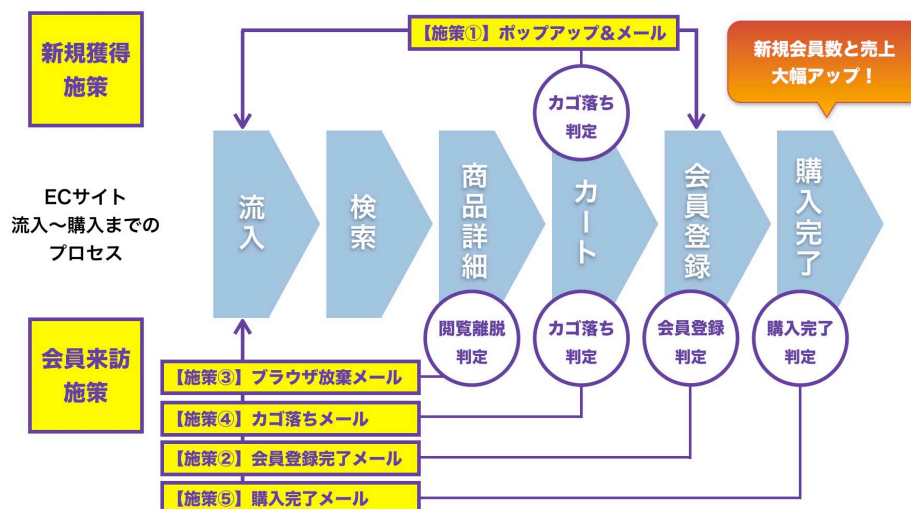 新規獲得
施策
【施策①】ポップアップ&メール
新規会員数と売上
大幅アップ！
カゴ落ち
判定
ECサイト
流入〜購入までの
プロセス
流入
検索
商品詳細
カート
会員登録
購入完了
閲覧離脱
判定
カゴ落ち
判定
会員登録
判定
購入完了
判定
会員来訪
施策
【施策③】ブラウザ放棄メール
【施策④】カゴ落ちメール
【施策②】会員登録完了メール
【施策⑤】購入完了メール